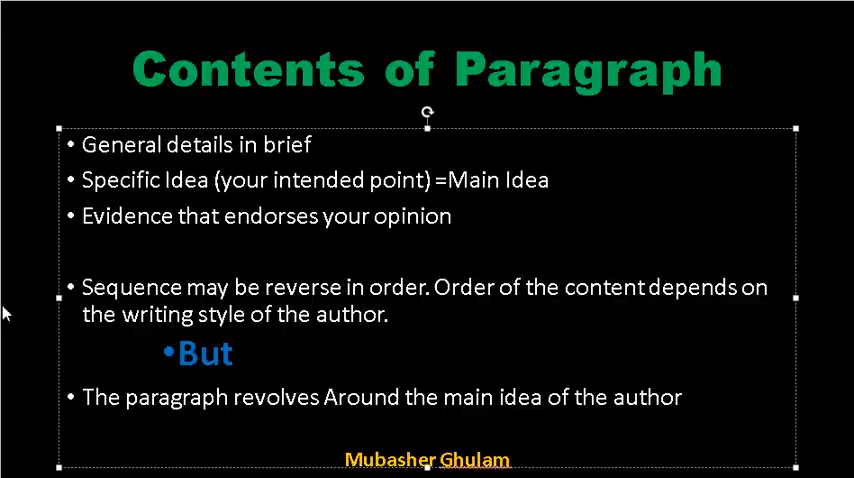 Contents of Paragraph
• General details in brief
• Specific Idea (your intended point) =Main Idea
• Evidence that endorses your opinion
• Sequence may be reverse in order. Order of the content depends on
the writing style of the author.
•But
• The paragraph revolves Around the main idea of the author
Mubasher Ghulam